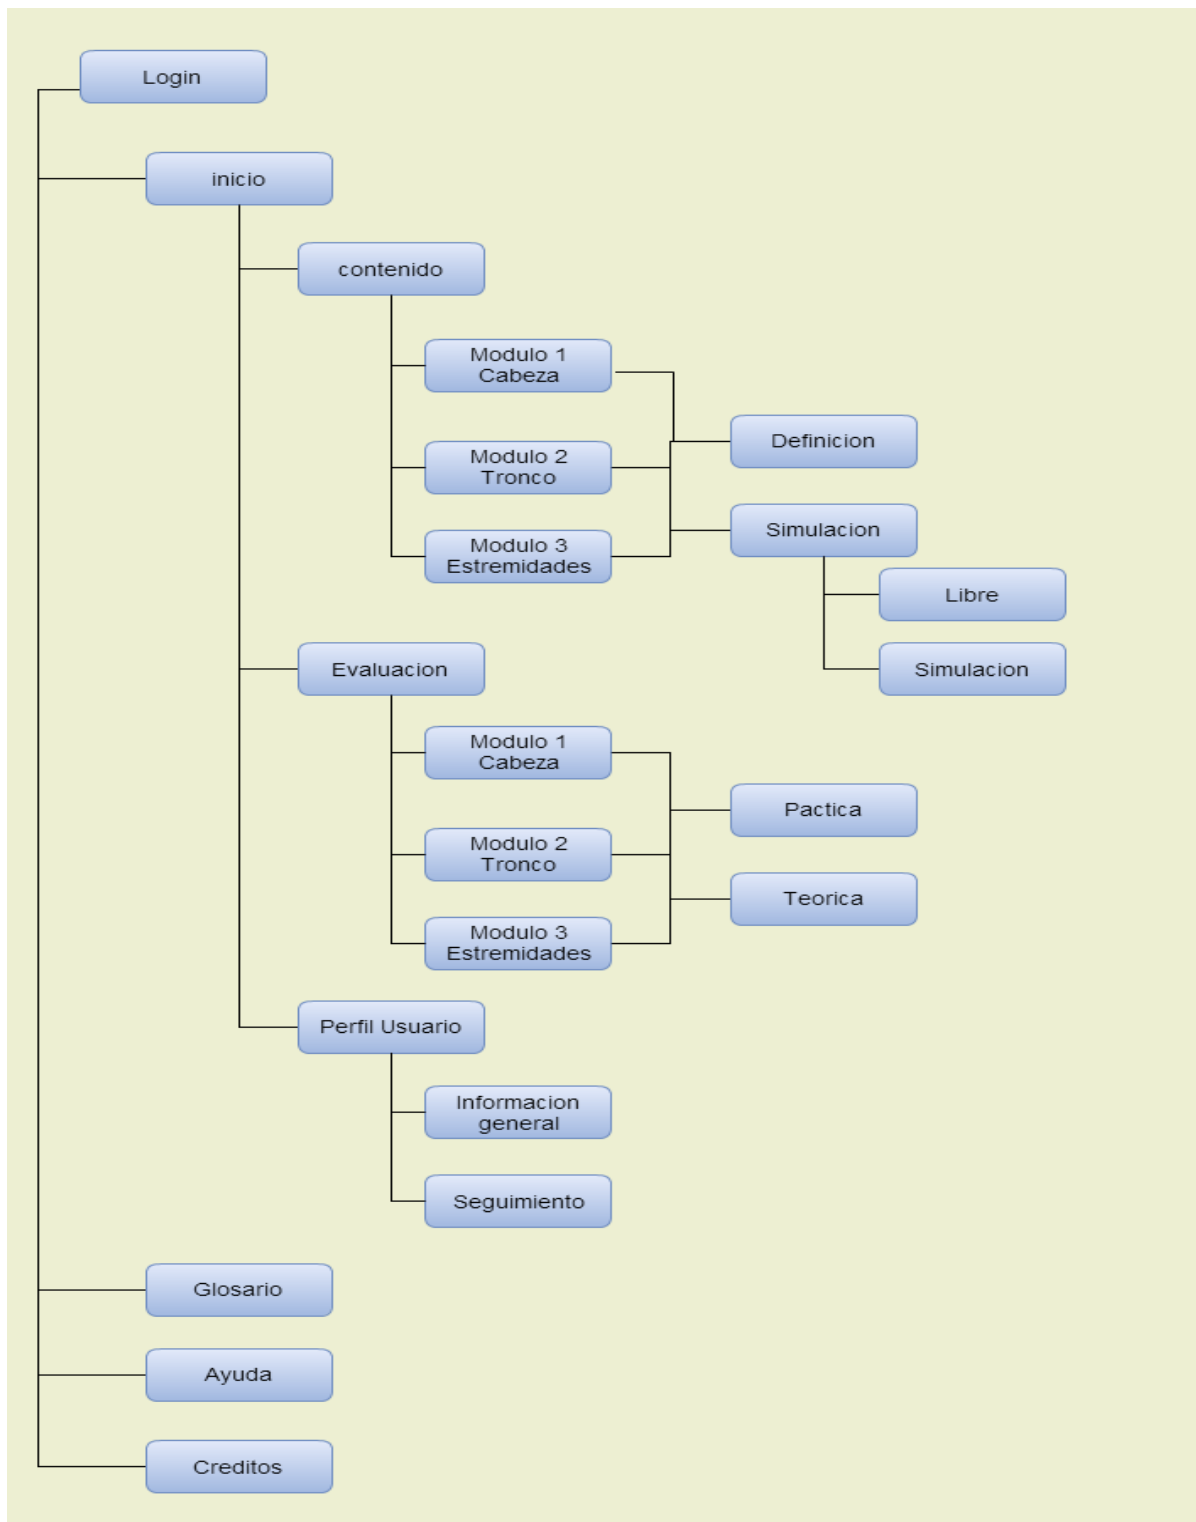 Login
inicio
contenido
Modulo 1
Cabeza
Modulo 2
Tronco
Modulo 3
Estremidades
Definicion
Simulacion
Libre
Simulacion
Evaluacion
Modulo 1
Cabeza
Modulo 2
Tronco
Modulo 3
Estremidades
Pactica
Teorica
Perfil Usuario
Informacion
general
Seguimiento
Glosario
Ayuda
Creditos